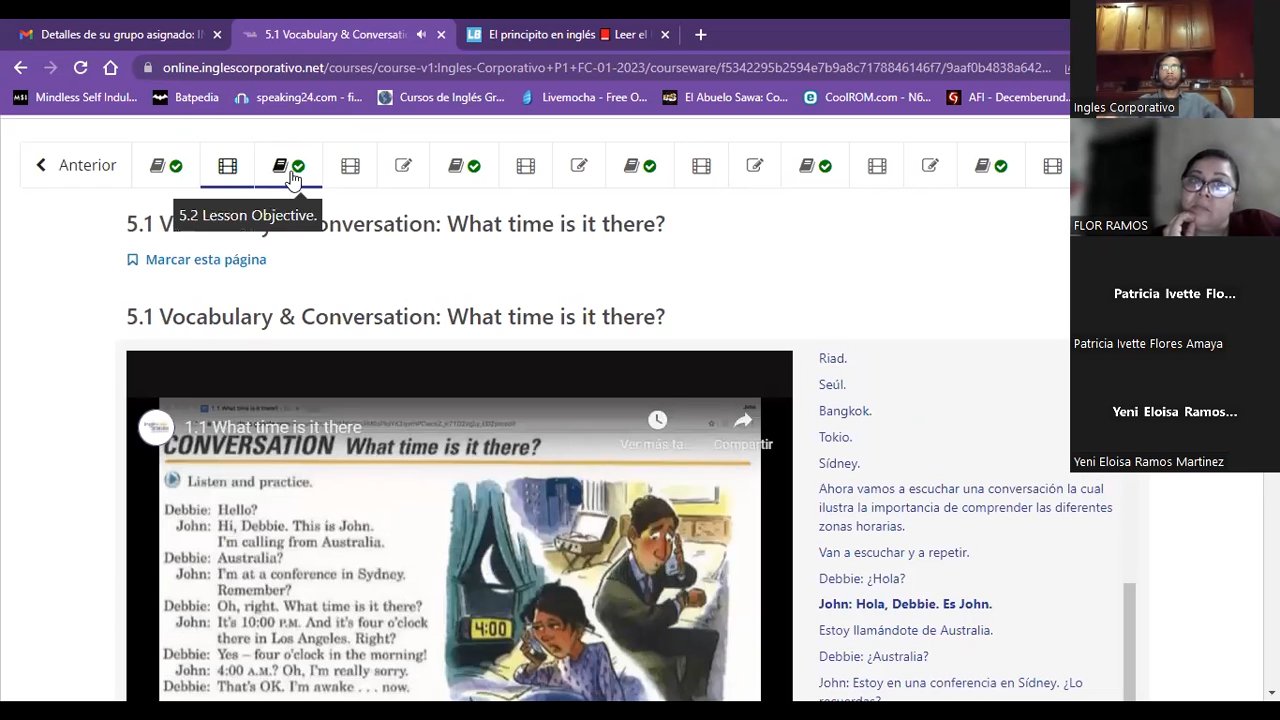 Detalles de su grupo asignado: I
5.1 Vocabulary & Conversati
El principito en inglés 📕 Leer el
online.inglescorporativo.net/courses/course-v1:Ingles-Corporativo+P1+FC-01-2023/courseware/f5342295b2594e7b9a8c7178846146f7/9aaf0b4838a642...
Mindless Self Indul...
Batpedia
speaking24.com - fi...
Cursos de Inglés Gr...
Livemocha - Free O...
El Abuelo Sawa: Co...
CoolROM.com - N6...
AFI - Decemberund...
Anterior
5.2 Lesson Objective.
5.1 V
onversation: What time is it there?
Marcar esta página
5.1 Vocabulary & Conversation: What time is it there?
1.1 What time is it there
Ver más ta...
Compartir
CONVERSATION What time is it there?
Listen and practice.
Debbie: Hello?
John: Hi, Debbie. This is John.
I'm calling from Australia.
Debbie: Australia?
John: I'm at a conference in Sydney.
Remember?
Debbie: Oh, right. What time is it there?
John: It's 10:00 P.M. And it's four o'clock
there in Los Angeles. Right?
Debbie: Yes – four o'clock in the morning!
John: 4:00 A.M.? Oh, I'm really sorry.
Debbie: That's OK. I'm awake . . . now.
4:00
Riad.
Seúl.
Bangkok.
Tokio.
Sídney.
Ahora vamos a escuchar una conversación la cual
ilustra la importancia de comprender las diferentes
zonas horarias.
Van a escuchar y a repetir.
Debbie: ¿Hola?
John: Hola, Debbie. Es John.
Estoy llamándote de Australia.
Debbie: ¿Australia?
John: Estoy en una conferencia en Sídney. ¿Lo
recuerdas?
Ingles Corporativo
FLOR RAMOS
Patricia Ivette Flo...
Patricia Ivette Flores Amaya
Yeni Eloisa Ramos...
Yeni Eloisa Ramos Martinez